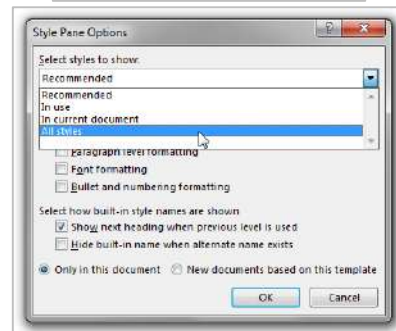 Style Pane Options
Select styles to show:
Recommended
Recommended
In use
In current document
All styles
Paragraph level formatting
Font formatting
Bullet and numbering formatting
Select how built-in style names are shown
Show next heading when previous level is used
Hide built-in name when alternate name exists
Only in this document New documents based on this template
OK Cancel